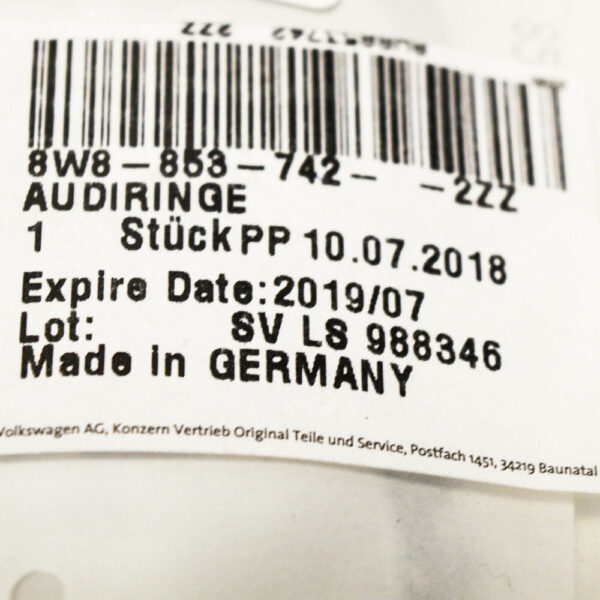 8W8-853-742- -2ZZ
AUDIRINGE
1 Stück PP 10.07.2018
Expire Date: 2019/07
Lot: SV LS 988346
Made in GERMANY
Volkswagen AG, Konzern Vertrieb Original Teile und Service, Postfach 1451, 34219 Baunatal